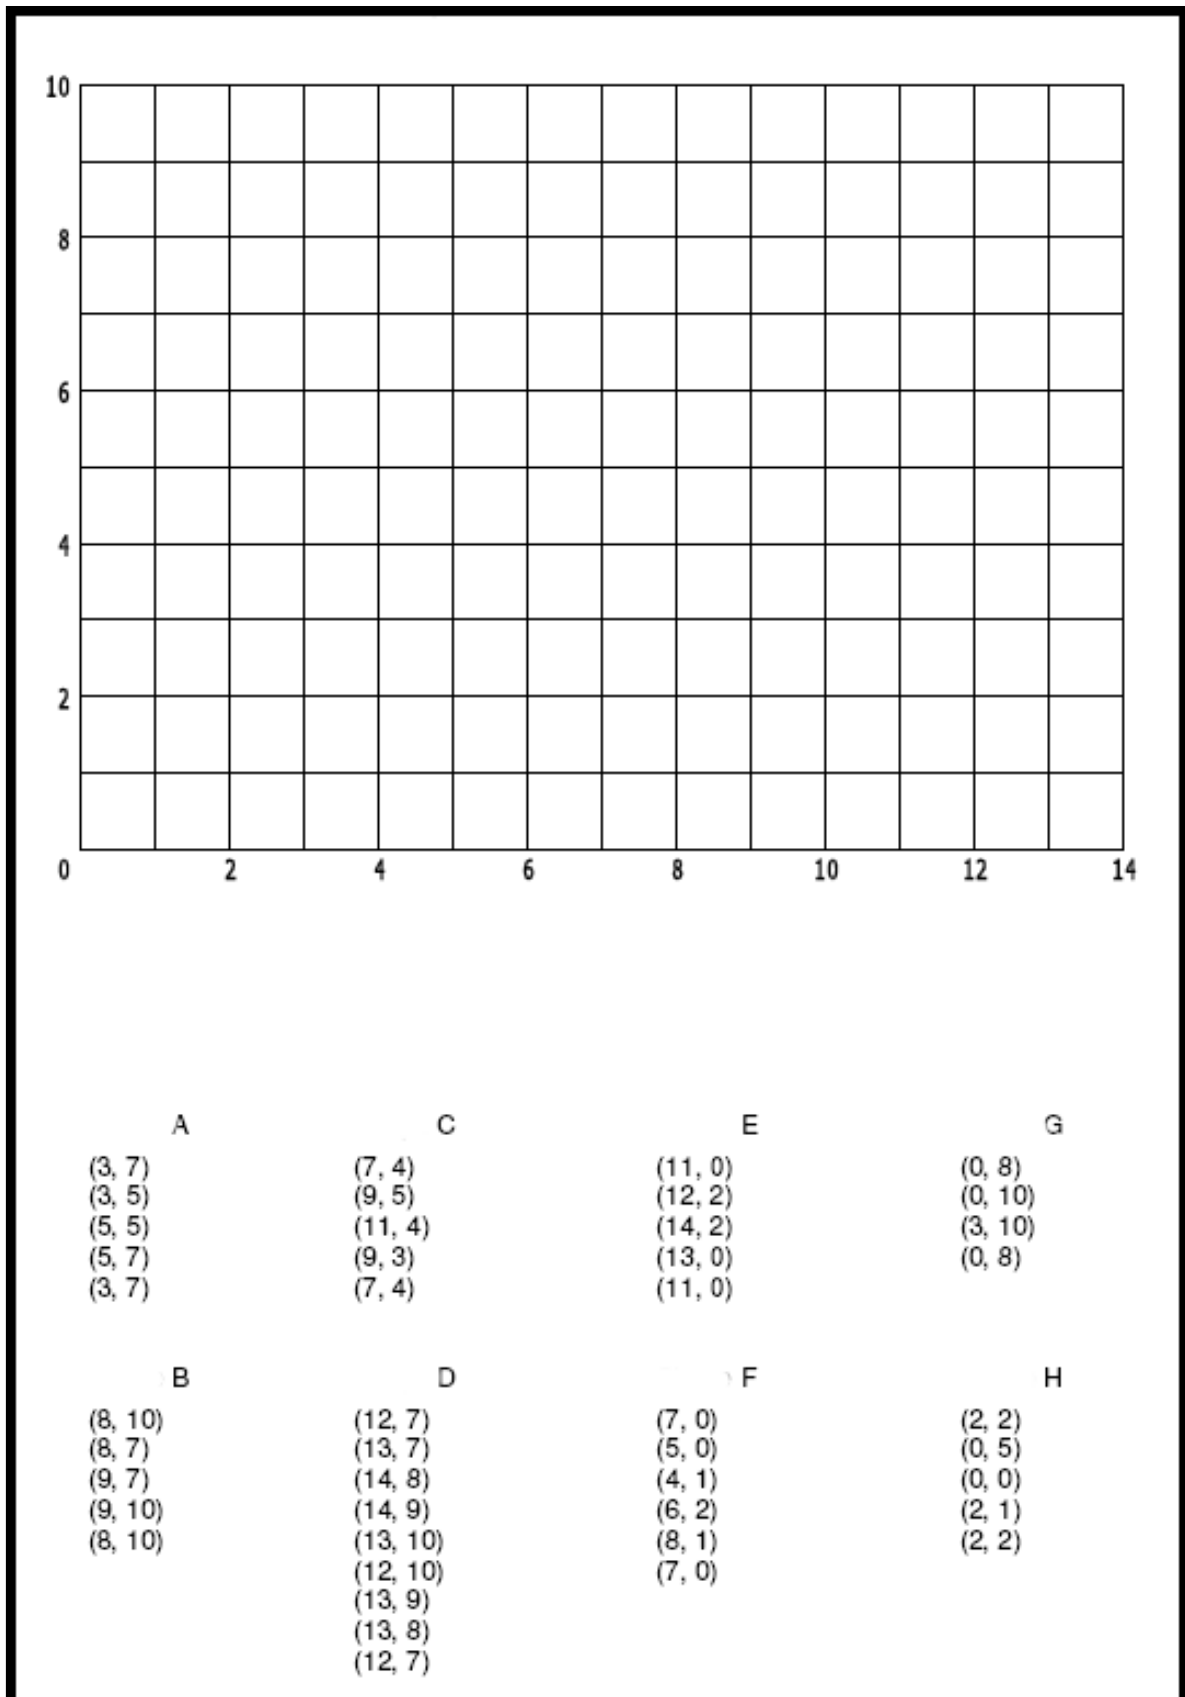 10
8
6
4
2
0 2 4 6 8 10 12 14
A C E G
(3, 7) (7, 4) (11, 0) (0, 8)
(3, 5) (9, 5) (12, 2) (0, 10)
(5, 5) (11, 4) (14, 2) (3, 10)
(5, 7) (9, 3) (13, 0) (0, 8)
(3, 7) (7, 4) (11, 0)
B D F H
(8, 10) (12, 7) (7, 0) (2, 2)
(8, 7) (13, 7) (5, 0) (0, 5)
(9, 7) (14, 8) (4, 1) (0, 0)
(9, 10) (14, 9) (6, 2) (2, 1)
(8, 10) (13, 10) (8, 1) (2, 2)
(12, 10) (7, 0)
(13, 9)
(13, 8)
(12, 7)